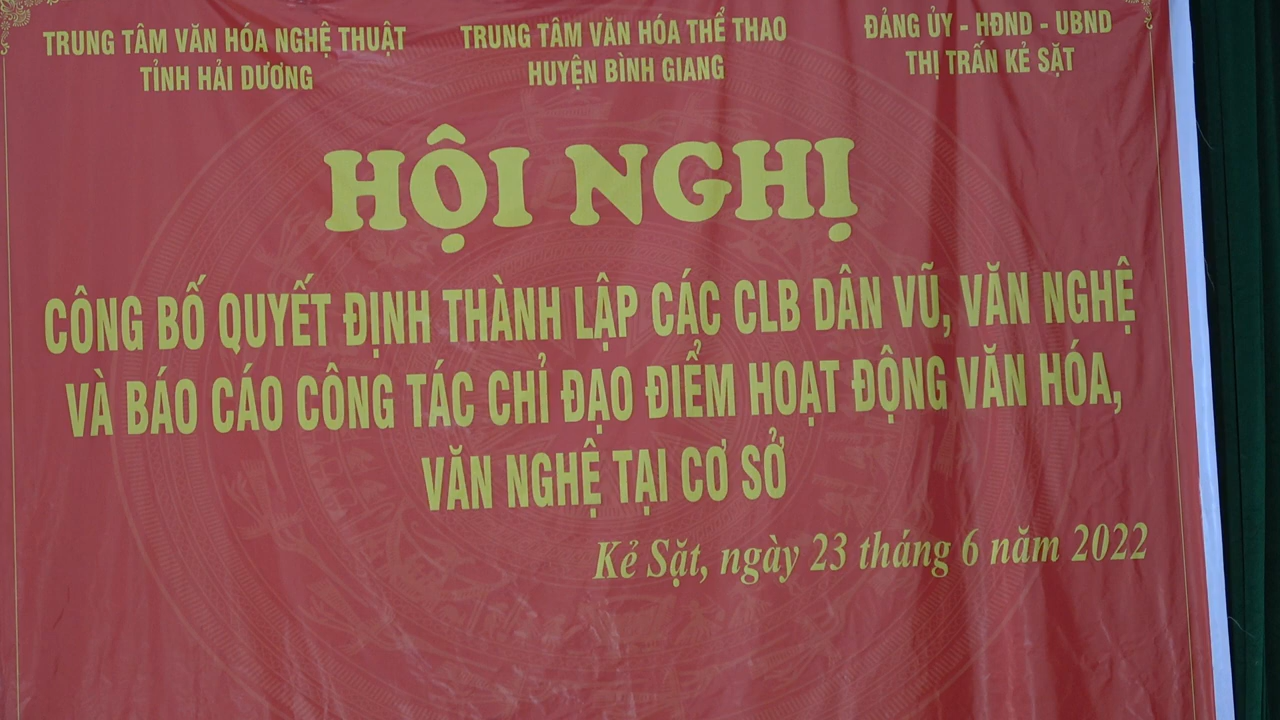 TRUNG TÂM VĂN HÓA NGHỆ THUẬT
TỈNH HẢI DƯƠNG
TRUNG TÂM VĂN HÓA THỂ THAO
HUYỆN BÌNH GIANG
ĐẢNG ỦY - HĐND - UBND
THỊ TRẤN KẺ SẶT
HỘI NGHỊ
CÔNG BỐ QUYẾT ĐỊNH THÀNH LẬP CÁC CLB DÂN VŨ, VĂN NGHỆ
VÀ BÁO CÁO CÔNG TÁC CHỈ ĐẠO ĐIỂM HOẠT ĐỘNG VĂN HÓA,
VĂN NGHỆ TẠI CƠ SỞ
Kẻ Sặt, ngày 23 tháng 6 năm 2022